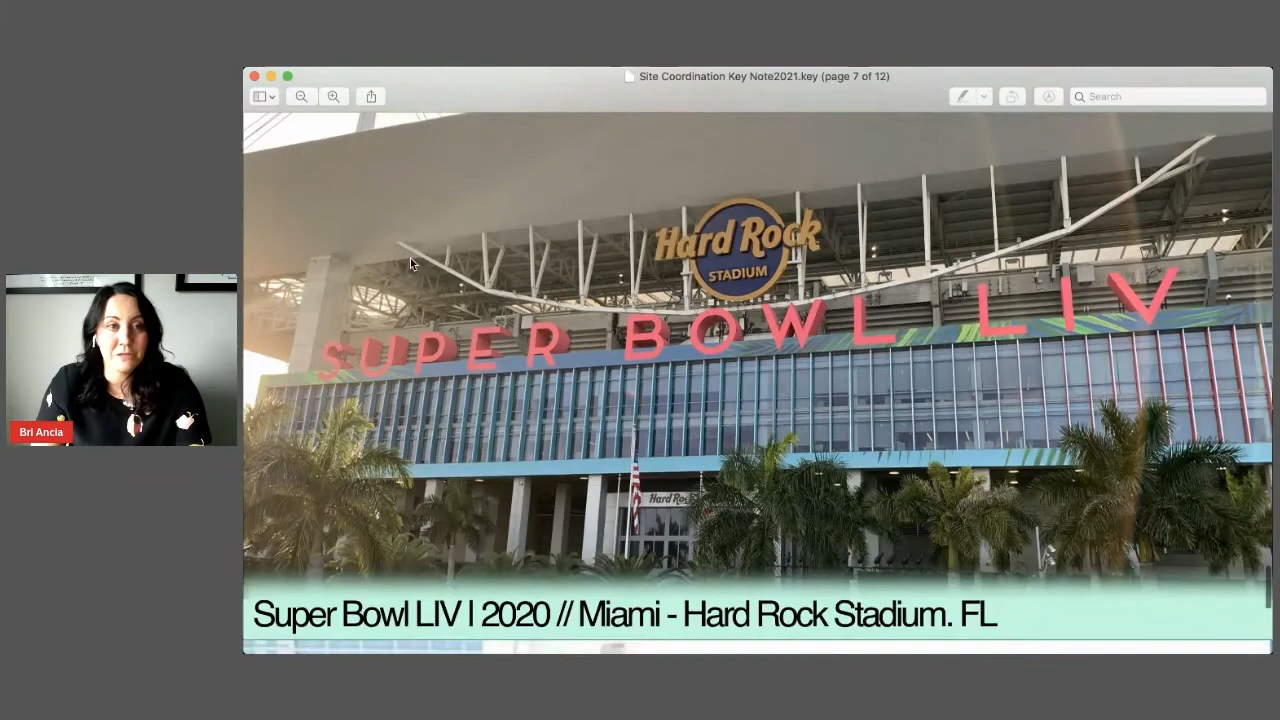 Site Coordination Key Note2021.key (page 7 of 12)
Search
Hard Rock
STADIUM
SUPER BOWL LIV
Hard Rock
Bri Ancia
Super Bowl LIV | 2020 // Miami - Hard Rock Stadium. FL